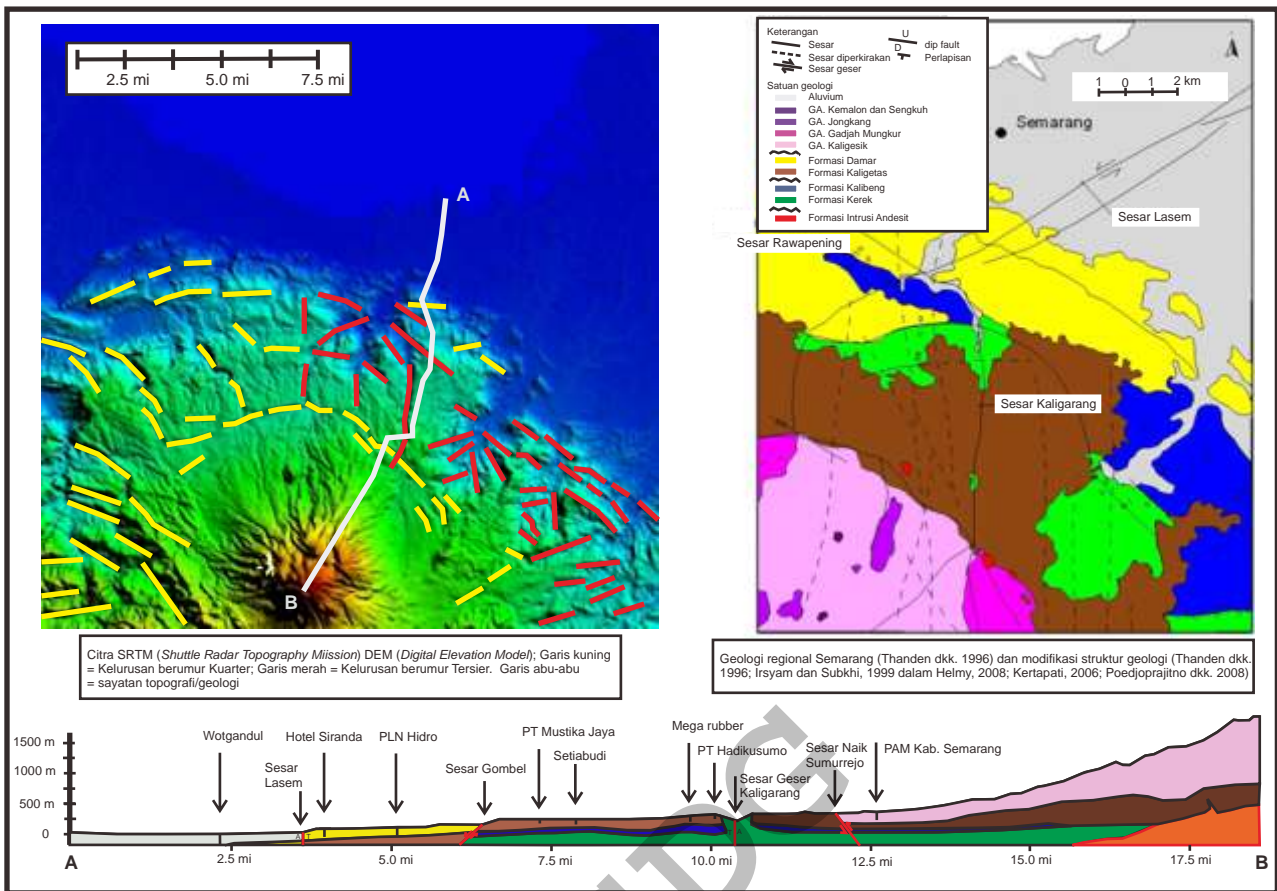 2.5 mi 5.0 mi 7.5 mi
A
B
Citra SRTM (Shuttle Radar Topography Miission) DEM (Digital Elevation Model); Garis kuning
= Kelurusan berumur Kuarter; Garis merah = Kelurusan berumur Tersier. Garis abu-abu
= sayatan topografi/geologi
Keterangan
Sesar
Sesar diperkirakan
Sesar geser
U
D
dip fault
Perlapisan
Satuan geologi
Aluvium
GA. Kemalon dan Sengkuh
GA. Jongkang
GA. Gadjah Mungkur
GA. Kaligesik
Formasi Damar
Formasi Kaligetas
Formasi Kalibeng
Formasi Kerek
Formasi Intrusi Andesit
1 0 1 2 km
Semarang
Sesar Lasem
Sesar Rawapening
Sesar Kaligarang
Geologi regional Semarang (Thanden dkk. 1996) dan modifikasi struktur geologi (Thanden dkk.
1996; Irsyam dan Subkhi, 1999 dalam Helmy, 2008; Kertapati, 2006; Poedjoprajitno dkk. 2008)
1500 m
1000 m
500 m
0
Wotgandul
Sesar
Lasem
Hotel Siranda
PLN Hidro
Sesar Gombel
PT Mustika Jaya
Setiabudi
Mega rubber
PT Hadikusumo
Sesar Geser
Kaligarang
Sesar Naik
Sumurrejo
PAM Kab. Semarang
A T
A 2.5 mi 5.0 mi 7.5 mi 10.0 mi 12.5 mi 15.0 mi 17.5 mi B